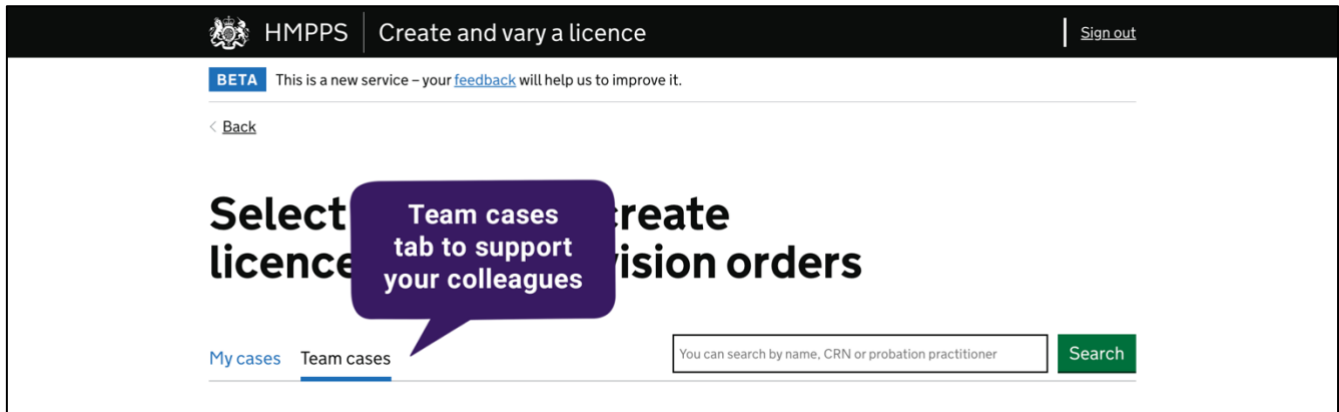 HMPPS Create and vary a licence Sign out
BETA This is a new service – your feedback will help us to improve it.
< Back
Select create
licence vision orders
Team cases
tab to support
your colleagues
My cases Team cases You can search by name, CRN or probation practitioner Search